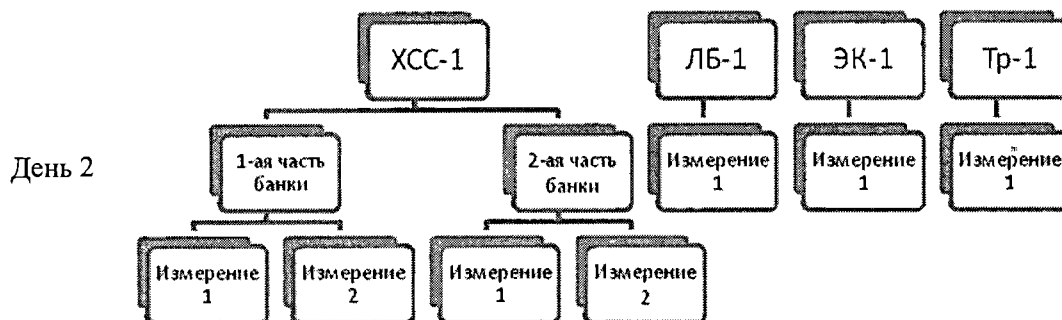 ХСС-1
ЛБ-1
ЭК-1
Тр-1
День 2
1-ая часть
банки
2-ая часть
банки
Измерение
1
Измерение
1
Измерение
1
Измерение
1
Измерение
2
Измерение
1
Измерение
2